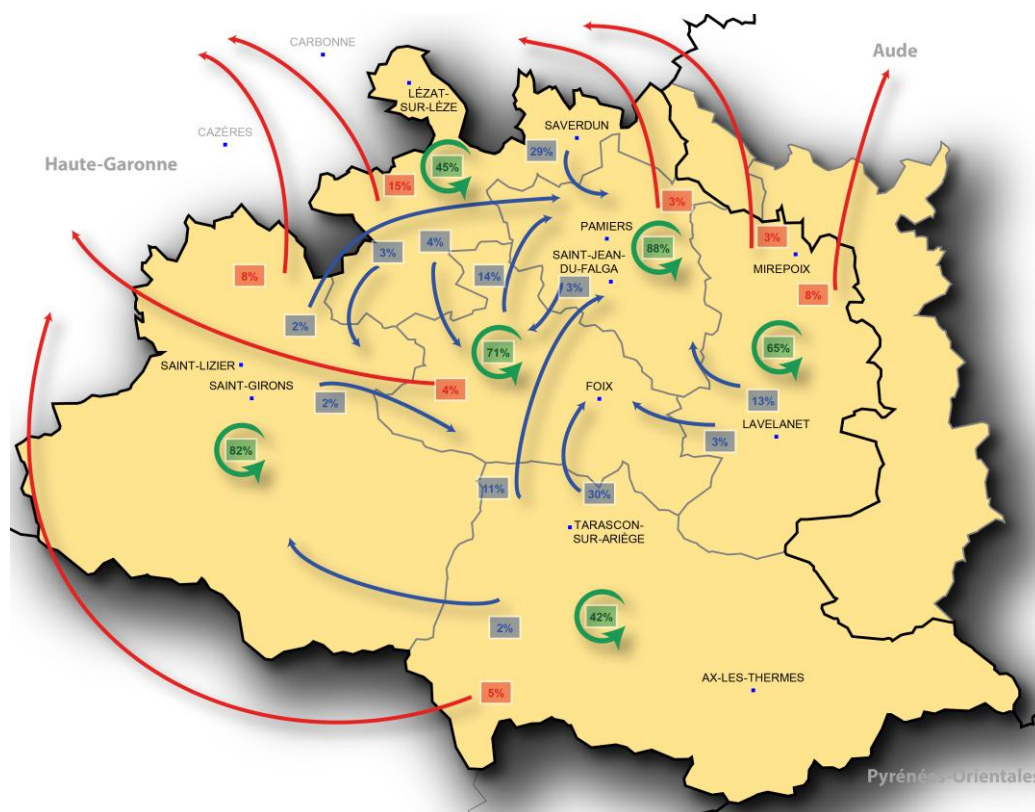 CARBONNE
Aude
LÉZAT-
SUR-LÈZE
CAZÈRES
SAVERDUN
Haute-Garonne
29%
45%
15%
3%
PAMIERS
3%
4%
88%
3%
SAINT-JEAN-
DU-FALGA
MIREPOIX
8%
14%
3%
8%
2%
71%
65%
SAINT-LIZIER
SAINT-GIRONS
4%
2%
FOIX
13%
LAVELANET
3%
82%
11%
30%
TARASCON-
SUR-ARIÈGE
42%
2%
AX-LES-THERMES
5%
Pyrénées-Orientales